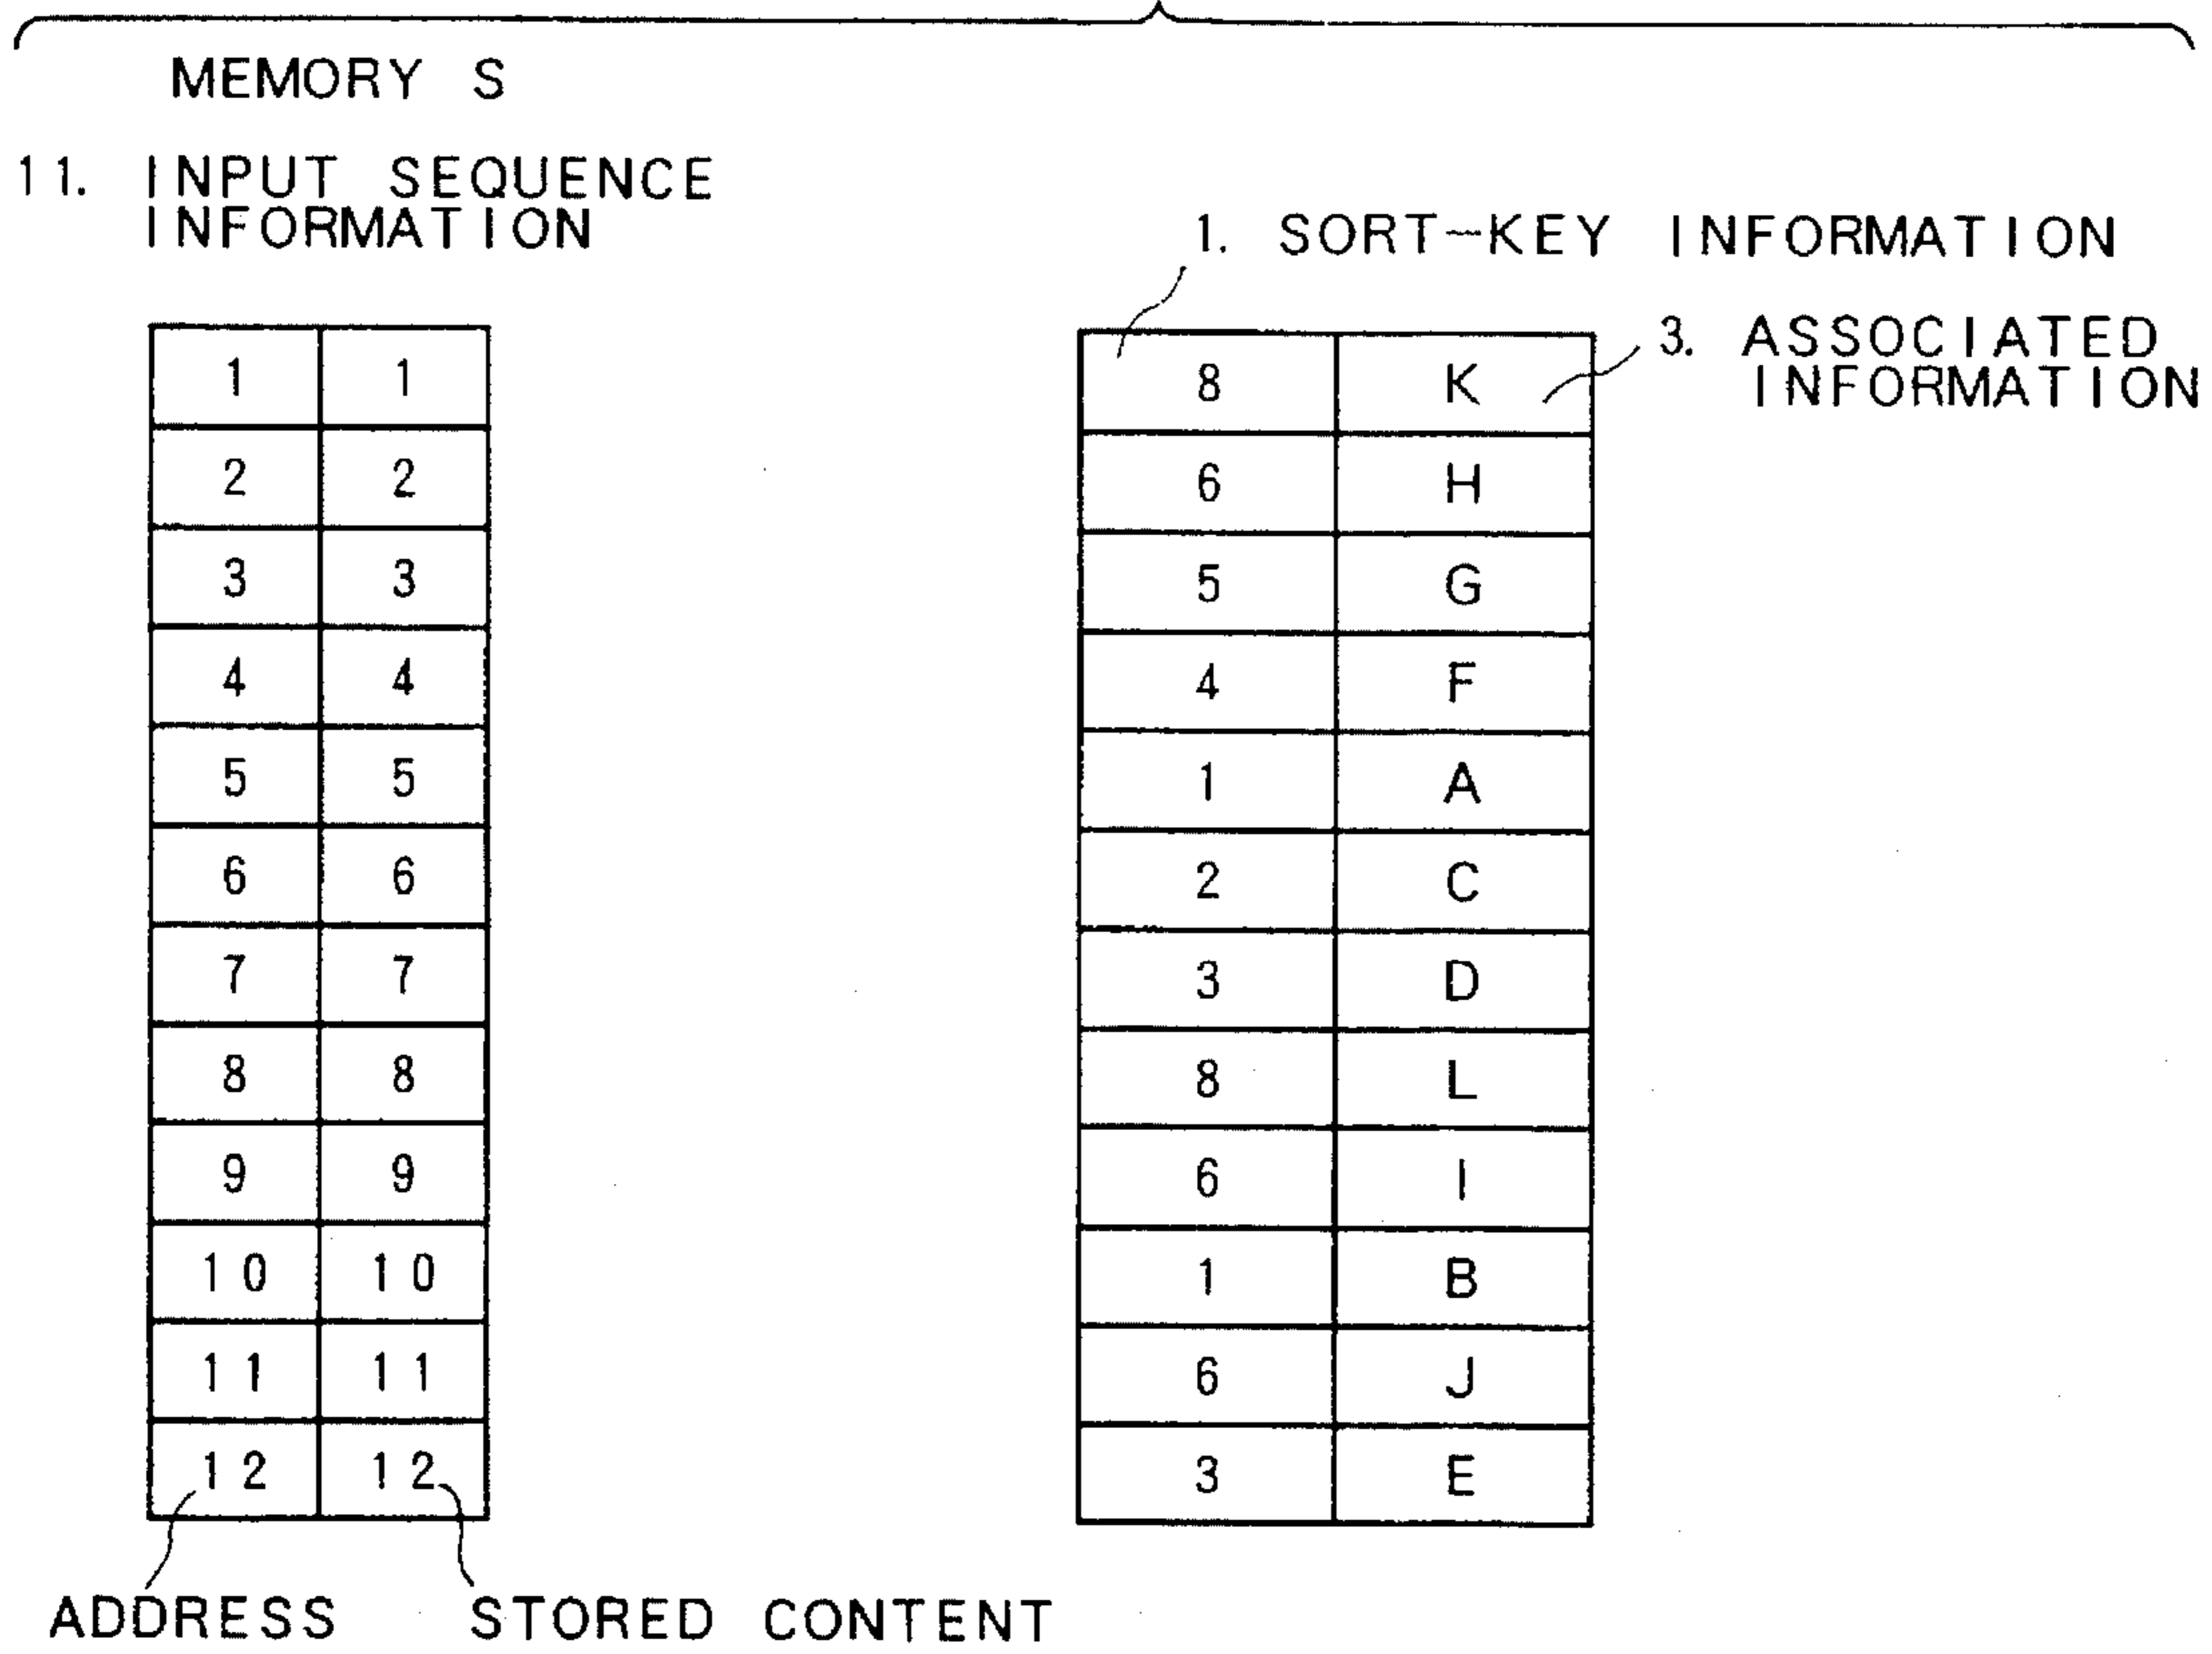 MEMORY S
11. INPUT SEQUENCE
INFORMATION
1. SORT-KEY INFORMATION
3. ASSOCIATED
INFORMATION
1 1
2 2
3 3
4 4
5 5
6 6
7 7
8 8
9 9
10 10
11 11
12 12
8 K
6 H
5 G
4 F
1 A
2 C
3 D
8 L
6 I
1 B
6 J
3 E
ADDRESS STORED CONTENT